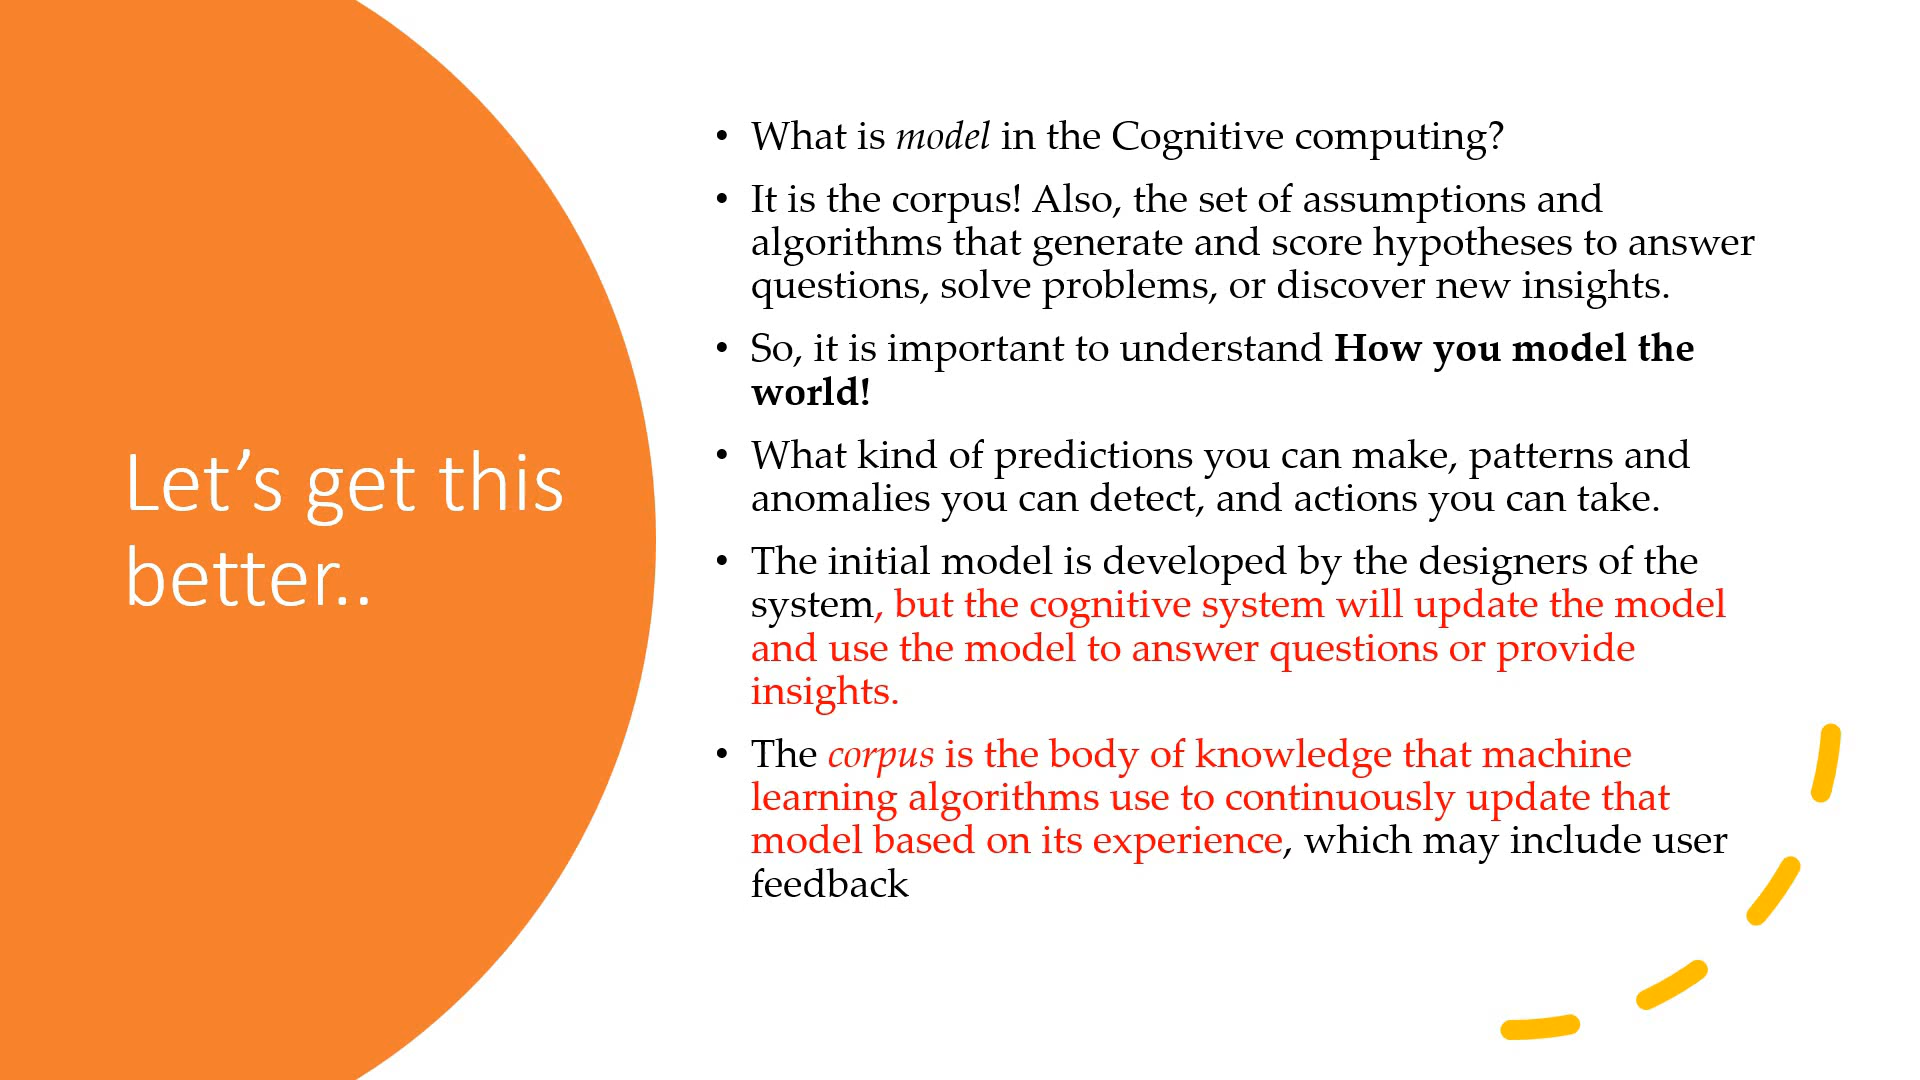 Let’s get this
better..
• What is model in the Cognitive computing?
• It is the corpus! Also, the set of assumptions and
algorithms that generate and score hypotheses to answer
questions, solve problems, or discover new insights.
• So, it is important to understand How you model the
world!
• What kind of predictions you can make, patterns and
anomalies you can detect, and actions you can take.
• The initial model is developed by the designers of the
system, but the cognitive system will update the model
and use the model to answer questions or provide
insights.
• The corpus is the body of knowledge that machine
learning algorithms use to continuously update that
model based on its experience, which may include user
feedback